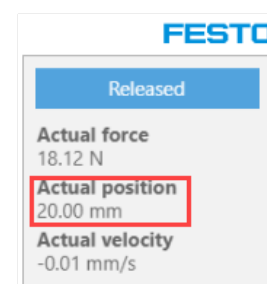 FESTO
Released
Actual force
18.12 N
Actual position
20.00 mm
Actual velocity
-0.01 mm/s